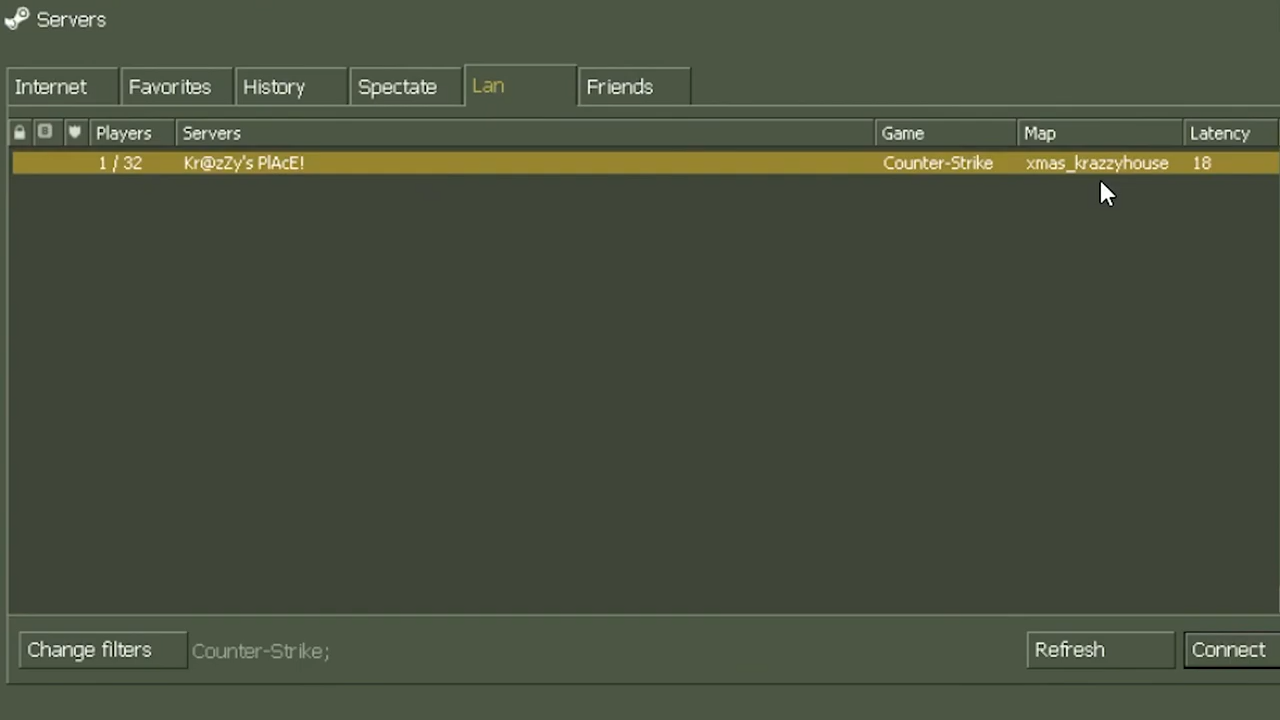 Servers
Internet Favorites History Spectate Lan Friends
Players Servers Game Map Latency
1 / 32 Kr@zZy's PlAcE! Counter-Strike xmas_krazzyhouse 18
Change filters Counter-Strike; Refresh Connect